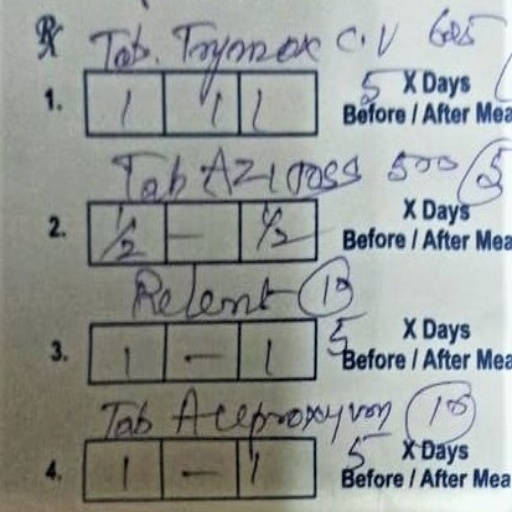 Rx Tab. Trymox C.V 625
1. 1 1 1 5 X Days
Before / After Mea
Tab Azicross 500 5
2. 1/2 — 1/2 X Days
Before / After Mea
Relent 10
3. 1 — 1 5 X Days
Before / After Mea
Tab Aceproxyvon 10
4. 1 — 1 5 X Days
Before / After Mea